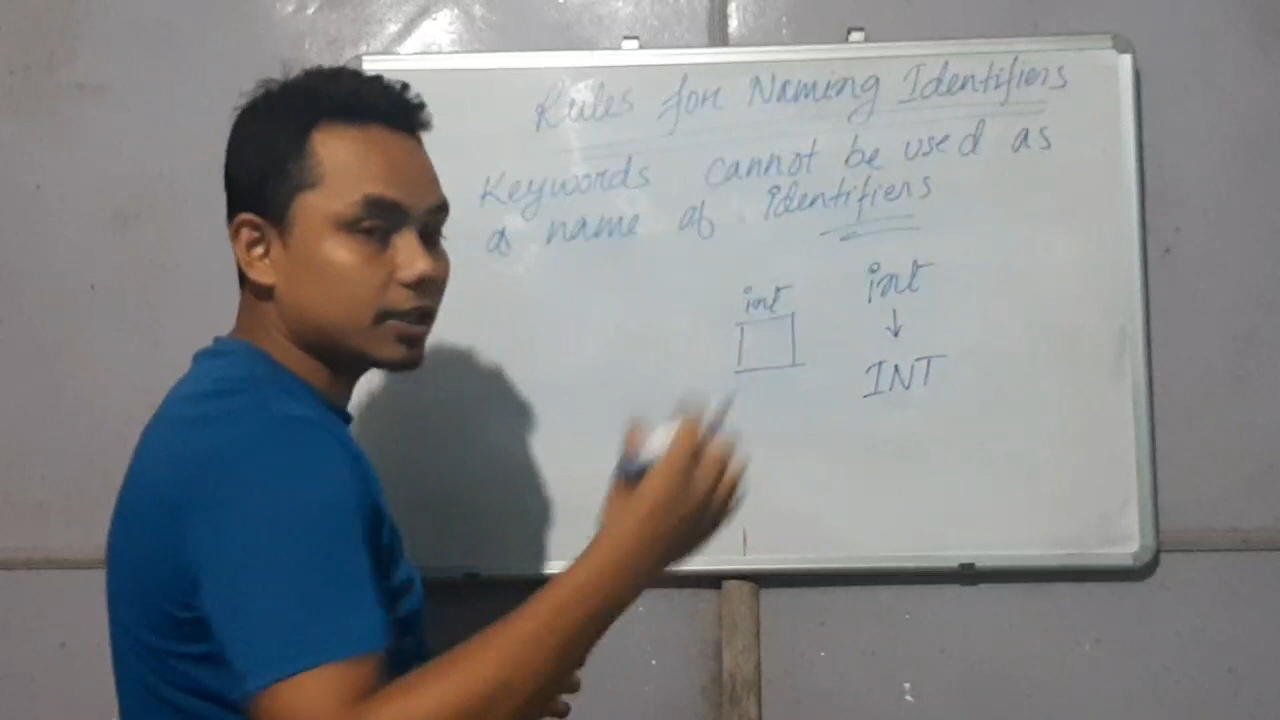 Rules for Naming Identifiers
Keywords cannot be used as
a name of identifiers
int
int
↓
INT